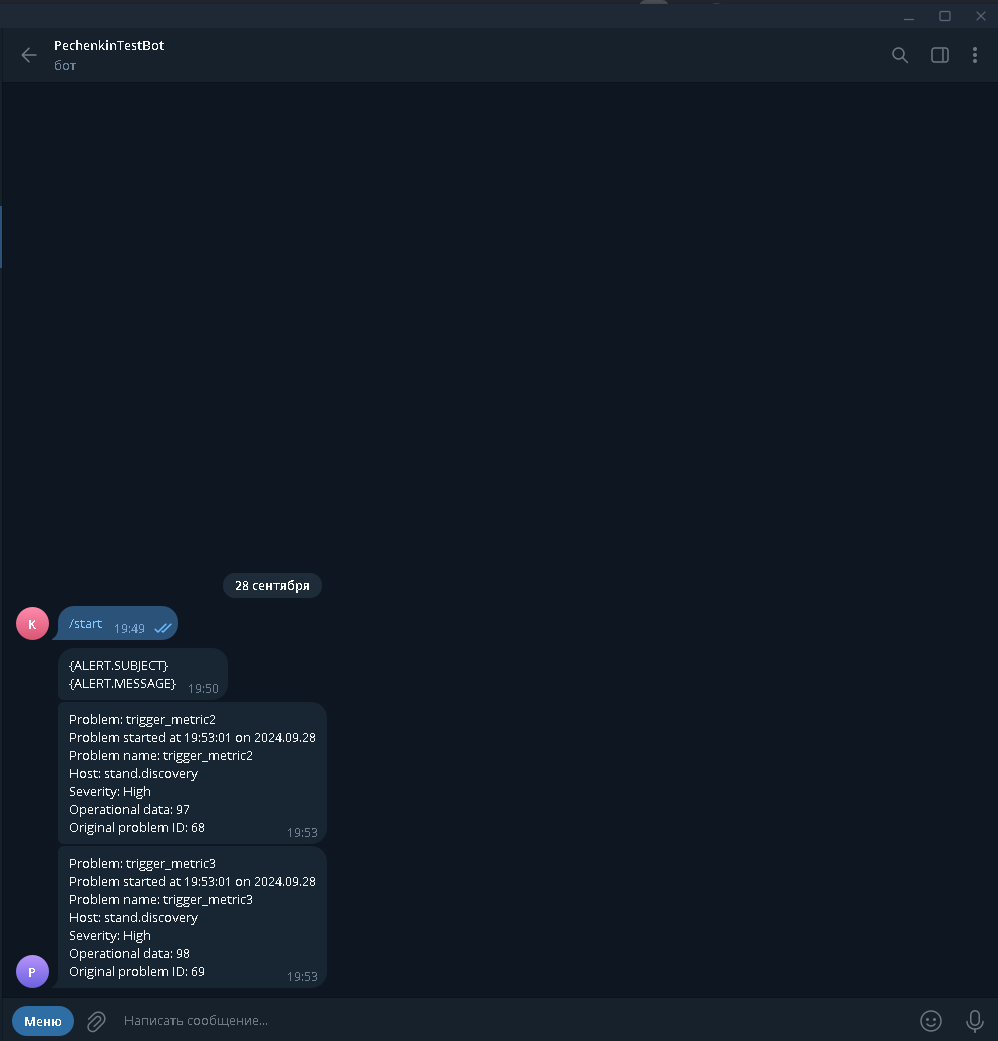 PechenkinTestBot
бот
28 сентября
K
/start 19:49
{ALERT.SUBJECT}
{ALERT.MESSAGE} 19:50
Problem: trigger_metric2
Problem started at 19:53:01 on 2024.09.28
Problem name: trigger_metric2
Host: stand.discovery
Severity: High
Operational data: 97
Original problem ID: 68 19:53
Problem: trigger_metric3
Problem started at 19:53:01 on 2024.09.28
Problem name: trigger_metric3
Host: stand.discovery
Severity: High
Operational data: 98
P
Original problem ID: 69 19:53
Меню
Написать сообщение...